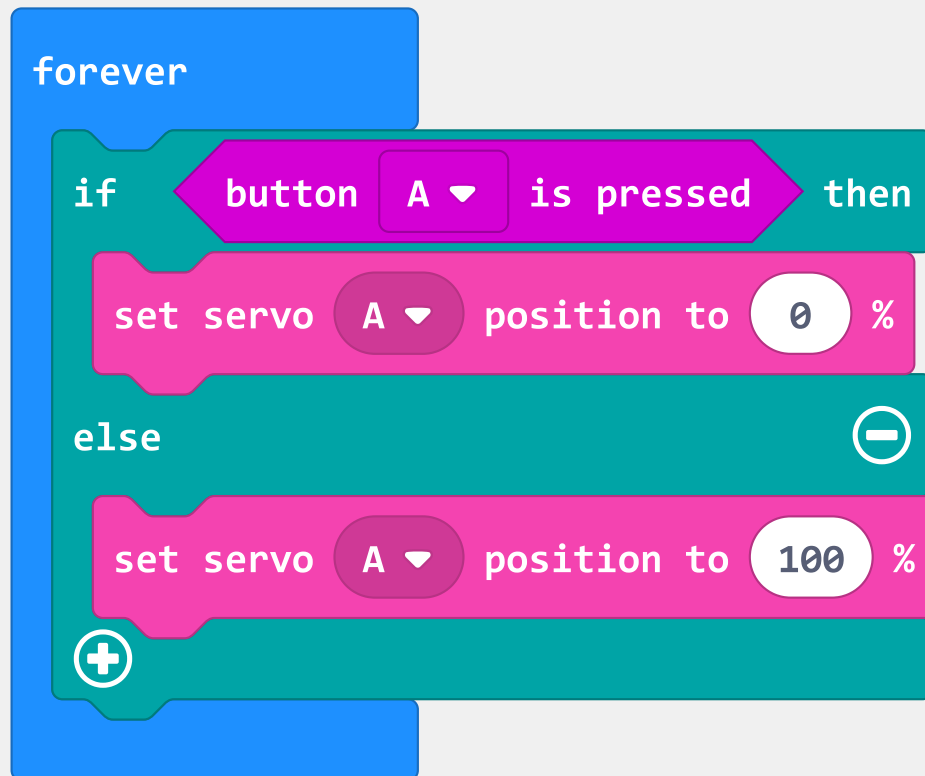 forever
if button A is pressed then
set servo A position to 0 %
else
set servo A position to 100 %